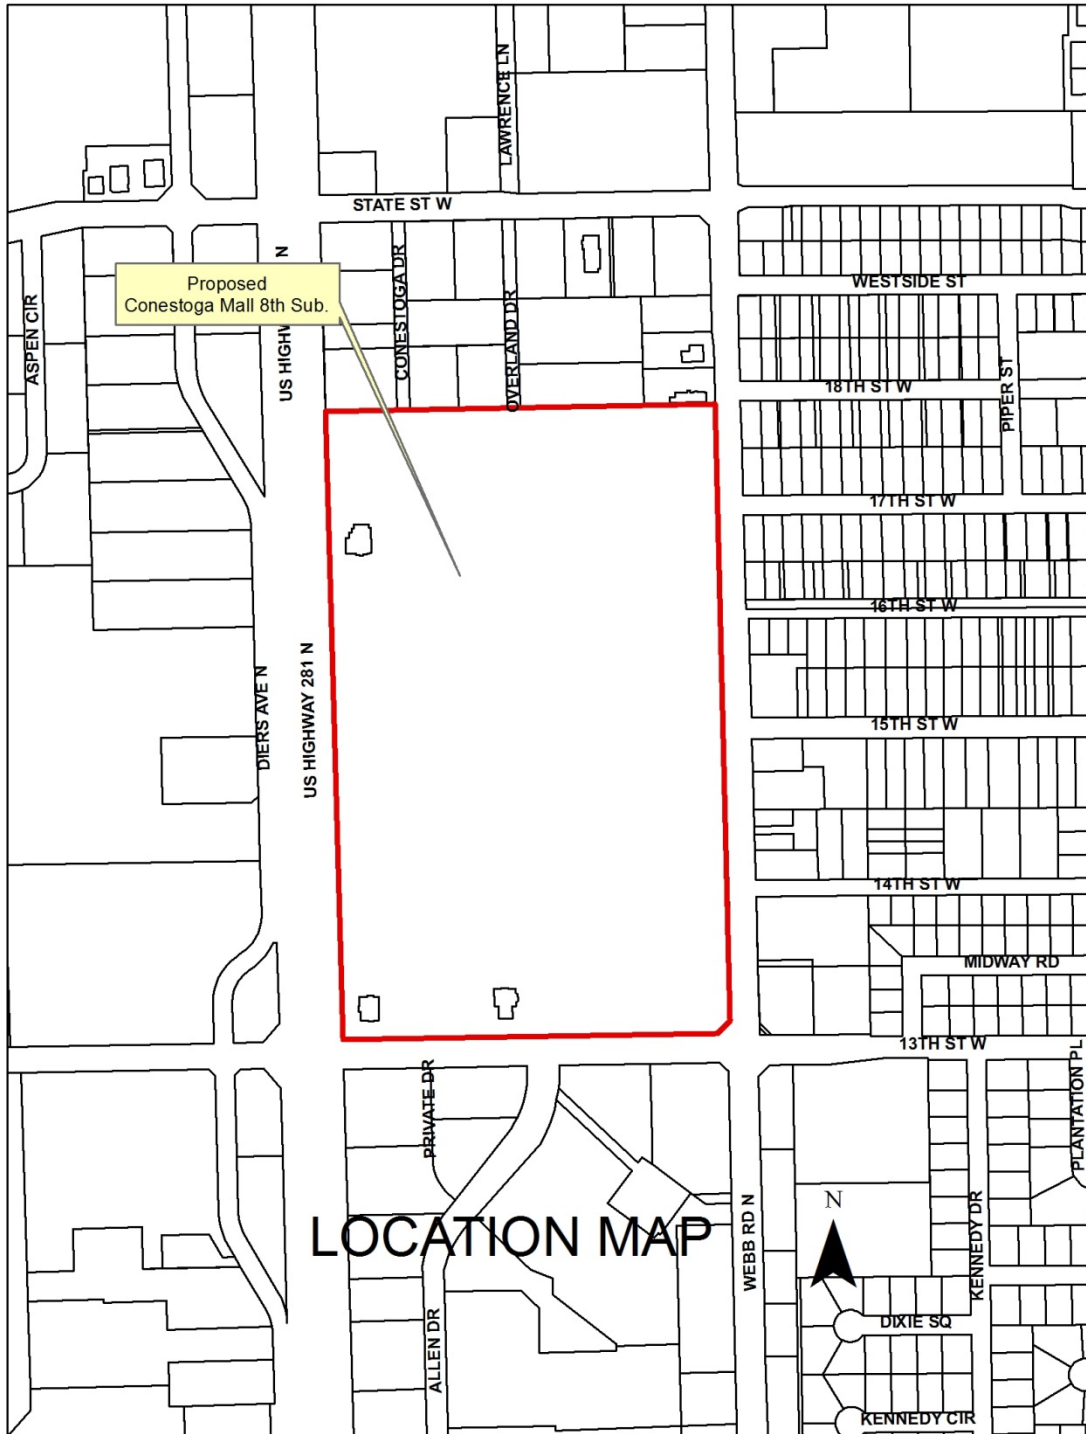 LAWRENCE LN
STATE ST W
US HIGHW
N
CONESTOGA DR
OVERLAND DR
ASPEN CIR
Proposed
Conestoga Mall 8th Sub.
WESTSIDE ST
18TH ST W
PIPER ST
17TH ST W
16TH ST W
15TH ST W
DIERS AVE N
US HIGHWAY 281 N
14TH ST W
MIDWAY RD
13TH ST W
PLANTATION PL
PRIVATE DR
LOCATION MAP
WEBB RD N
N
KENNEDY DR
ALLEN DR
DIXIE SQ
KENNEDY CIR